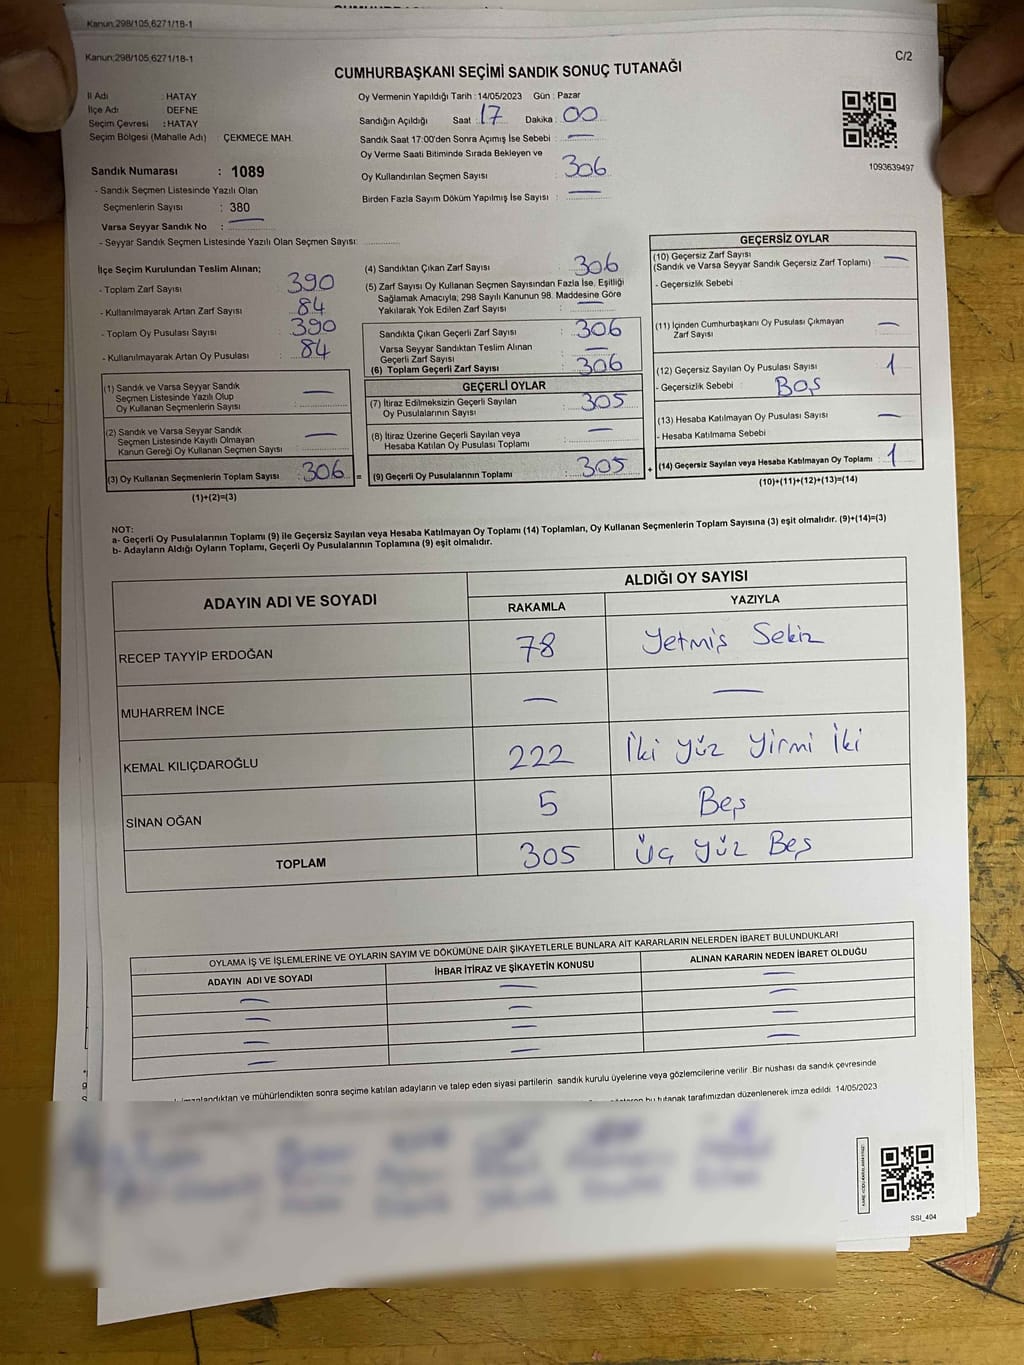 Kanun;298/105,6271/18-1
Kanun;298/105,6271/18-1
C/2
CUMHURBAŞKANI SEÇİMİ SANDIK SONUÇ TUTANAĞI
İl Adı : HATAY
İlçe Adı : DEFNE
Seçim Çevresi : HATAY
Seçim Bölgesi (Mahalle Adı) : ÇEKMECE MAH.
Sandık Numarası : 1089
- Sandık Seçmen Listesinde Yazılı Olan
Seçmenlerin Sayısı : 380
Varsa Seyyar Sandık No : —
- Seyyar Sandık Seçmen Listesinde Yazılı Olan Seçmen Sayısı:
Oy Vermenin Yapıldığı Tarih : 14/05/2023 Gün : Pazar
Sandığın Açıldığı Saat : 17 Dakika : 00
Sandık Saat 17:00'den Sonra Açımış İse Sebebi : —
Oy Verme Saati Bitiminde Sırada Bekleyen ve
Oy Kullandırılan Seçmen Sayısı : 306
Birden Fazla Sayım Döküm Yapılmış İse Sayısı : —
1093639497
İlçe Seçim Kurulundan Teslim Alınan;
- Toplam Zarf Sayısı : 390
- Kullanılmayarak Artan Zarf Sayısı : 84
- Toplam Oy Pusulası Sayısı : 390
- Kullanılmayarak Artan Oy Pusulası : 84
(1) Sandık ve Varsa Seyyar Sandık
Seçmen Listesinde Yazılı Olup
Oy Kullanan Seçmenlerin Sayısı : —
(2) Sandık ve Varsa Seyyar Sandık
Seçmen Listesinde Kayıtlı Olmayan
Kanun Gereği Oy Kullanan Seçmen Sayısı : —
(3) Oy Kullanan Seçmenlerin Toplam Sayısı : 306 =
(1)+(2)=(3)
(4) Sandıktan Çıkan Zarf Sayısı : 306
(5) Zarf Sayısı Oy Kullanan Seçmen Sayısından Fazla İse, Eşitliği
Sağlamak Amacıyla; 298 Sayılı Kanunun 98. Maddesine Göre
Yakılarak Yok Edilen Zarf Sayısı : —
Sandıkta Çıkan Geçerli Zarf Sayısı : 306
Varsa Seyyar Sandıktan Teslim Alınan
Geçerli Zarf Sayısı : —
(6) Toplam Geçerli Zarf Sayısı : 306
GEÇERLİ OYLAR
(7) İtiraz Edilmeksizin Geçerli Sayılan
Oy Pusulalarının Sayısı : 305
(8) İtiraz Üzerine Geçerli Sayılan veya
Hesaba Katılan Oy Pusulası Toplamı : —
(9) Geçerli Oy Pusulalarının Toplamı : 305 +
GEÇERSİZ OYLAR
(10) Geçersiz Zarf Sayısı
(Sandık ve Varsa Seyyar Sandık Geçersiz Zarf Toplamı) : —
- Geçersizlik Sebebi
(11) İçinden Cumhurbaşkanı Oy Pusulası Çıkmayan
Zarf Sayısı : —
(12) Geçersiz Sayılan Oy Pusulası Sayısı : 1
- Geçersizlik Sebebi : Boş
(13) Hesaba Katılmayan Oy Pusulası Sayısı : —
- Hesaba Katılmama Sebebi
(14) Geçersiz Sayılan veya Hesaba Katılmayan Oy Toplamı : 1
(10)+(11)+(12)+(13)=(14)
NOT:
a- Geçerli Oy Pusulalarının Toplamı (9) ile Geçersiz Sayılan veya Hesaba Katılmayan Oy Toplamı (14) Toplamları, Oy Kullanan Seçmenlerin Toplam Sayısına (3) eşit olmalıdır. (9)+(14)=(3)
b- Adayların Aldığı Oyların Toplamı, Geçerli Oy Pusulalarının Toplamına (9) eşit olmalıdır.
ADAYIN ADI VE SOYADI
ALDIĞI OY SAYISI
RAKAMLA YAZIYLA
RECEP TAYYİP ERDOĞAN 78 Yetmiş Sekiz
MUHARREM İNCE — —
KEMAL KILIÇDAROĞLU 222 İki yüz yirmi iki
SİNAN OĞAN 5 Beş
TOPLAM 305 üç yüz Beş
OYLAMA İŞ VE İŞLEMLERİNE VE OYLARIN SAYIM VE DÖKÜMÜNE DAİR ŞİKAYETLERLE BUNLARA AİT KARARLARIN NELERDEN İBARET BULUNDUKLARI
ADAYIN ADI VE SOYADI İHBAR İTİRAZ VE ŞİKAYETİN KONUSU ALINAN KARARIN NEDEN İBARET OLDUĞU
— — —
— — —
— — —
— — —
mühürlendikten sonra seçime katılan adayların ve talep eden siyasi partilerin sandık kurulu üyelerine veya gözlemcilerine verilir .Bir nüshası da sandık çevresinde
bu tutanak tarafımızdan düzenlenerek imza edildi. 14/05/2023
SSI_404